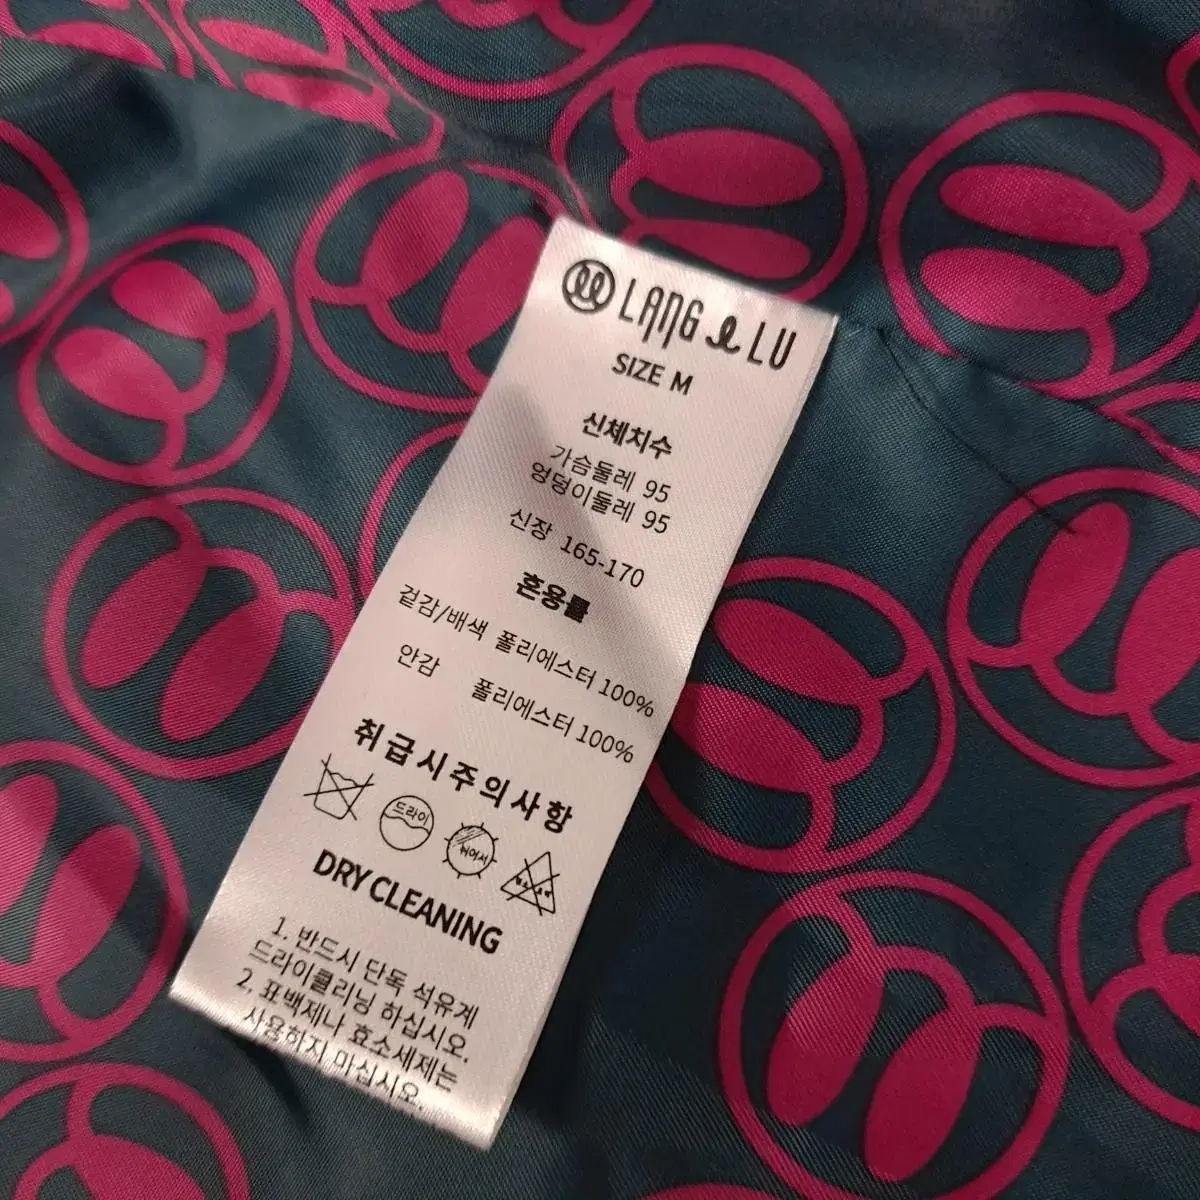 LANG e LU
SIZE M
신체치수
가슴둘레 95
엉덩이둘레 95
신장 165-170
혼용률
겉감/배색 폴리에스터 100%
안감 폴리에스터 100%
취급시주의사항
드라이
뉘어서
DRY CLEANING
1. 반드시 단독 석유계
드라이클리닝 하십시오.
2. 표백제나 효소세제는
사용하지 마십시오.